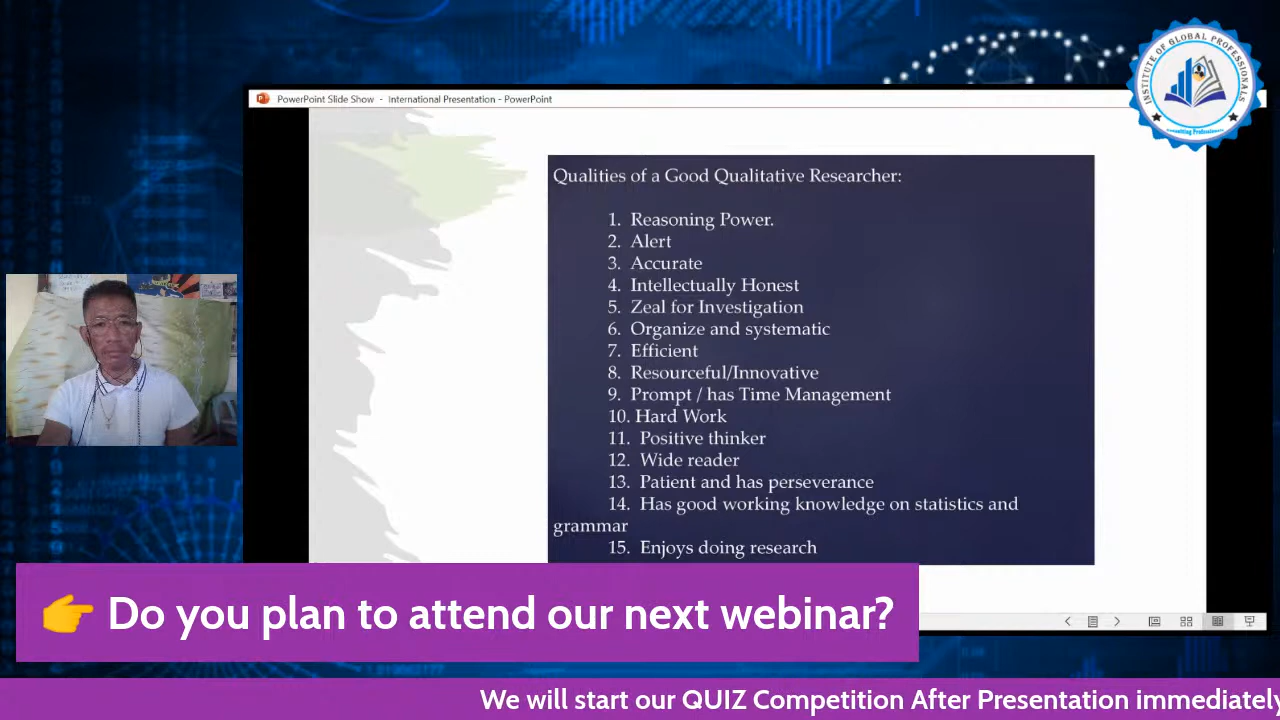 INSTITUTE OF GLOBAL PROFESSIONALS
Consulting Professionals
PowerPoint Slide Show - International Presentation - PowerPoint
Qualities of a Good Qualitative Researcher:
1. Reasoning Power.
2. Alert
3. Accurate
4. Intellectually Honest
5. Zeal for Investigation
6. Organize and systematic
7. Efficient
8. Resourceful/Innovative
9. Prompt / has Time Management
10. Hard Work
11. Positive thinker
12. Wide reader
13. Patient and has perseverance
14. Has good working knowledge on statistics and
grammar
15. Enjoys doing research
👉 Do you plan to attend our next webinar?
We will start our QUIZ Competition After Presentation immediately